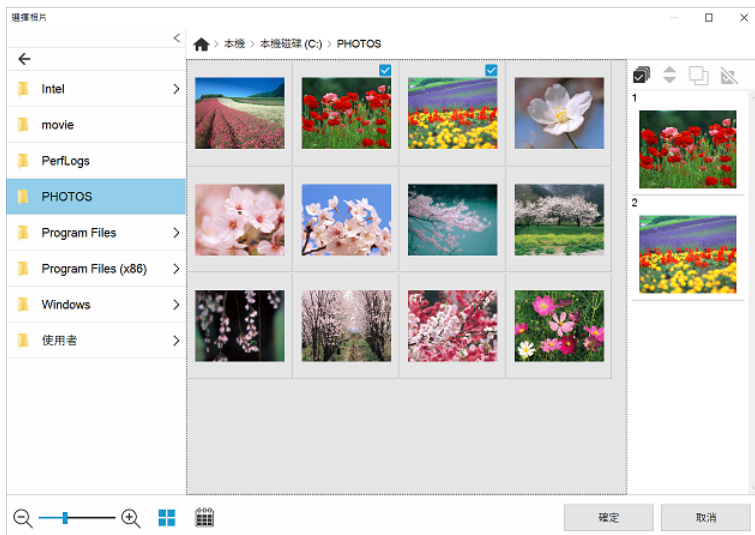 選擇相片
本機 > 本機磁碟 (C:) > PHOTOS
Intel
movie
PerfLogs
PHOTOS
Program Files
Program Files (x86)
Windows
使用者
1
2
確定
取消